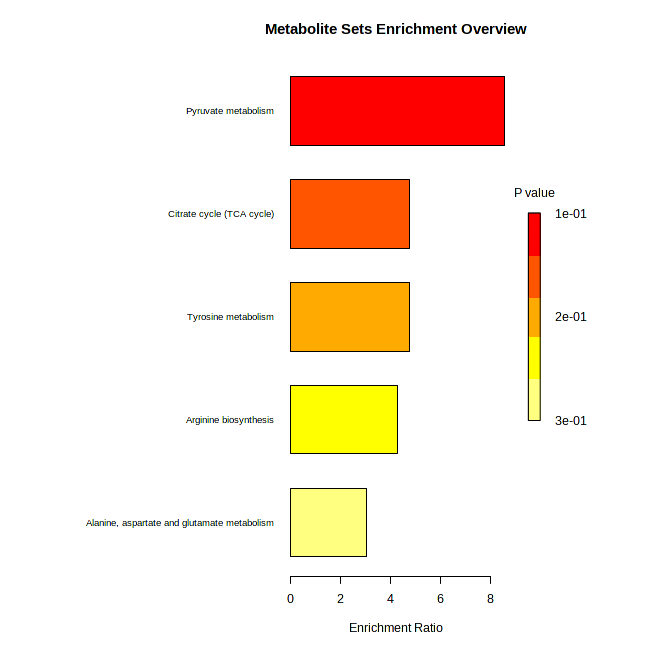 Metabolite Sets Enrichment Overview
Pyruvate metabolism
Citrate cycle (TCA cycle)
Tyrosine metabolism
Arginine biosynthesis
Alanine, aspartate and glutamate metabolism
P value
1e-01
2e-01
3e-01
0 2 4 6 8
Enrichment Ratio